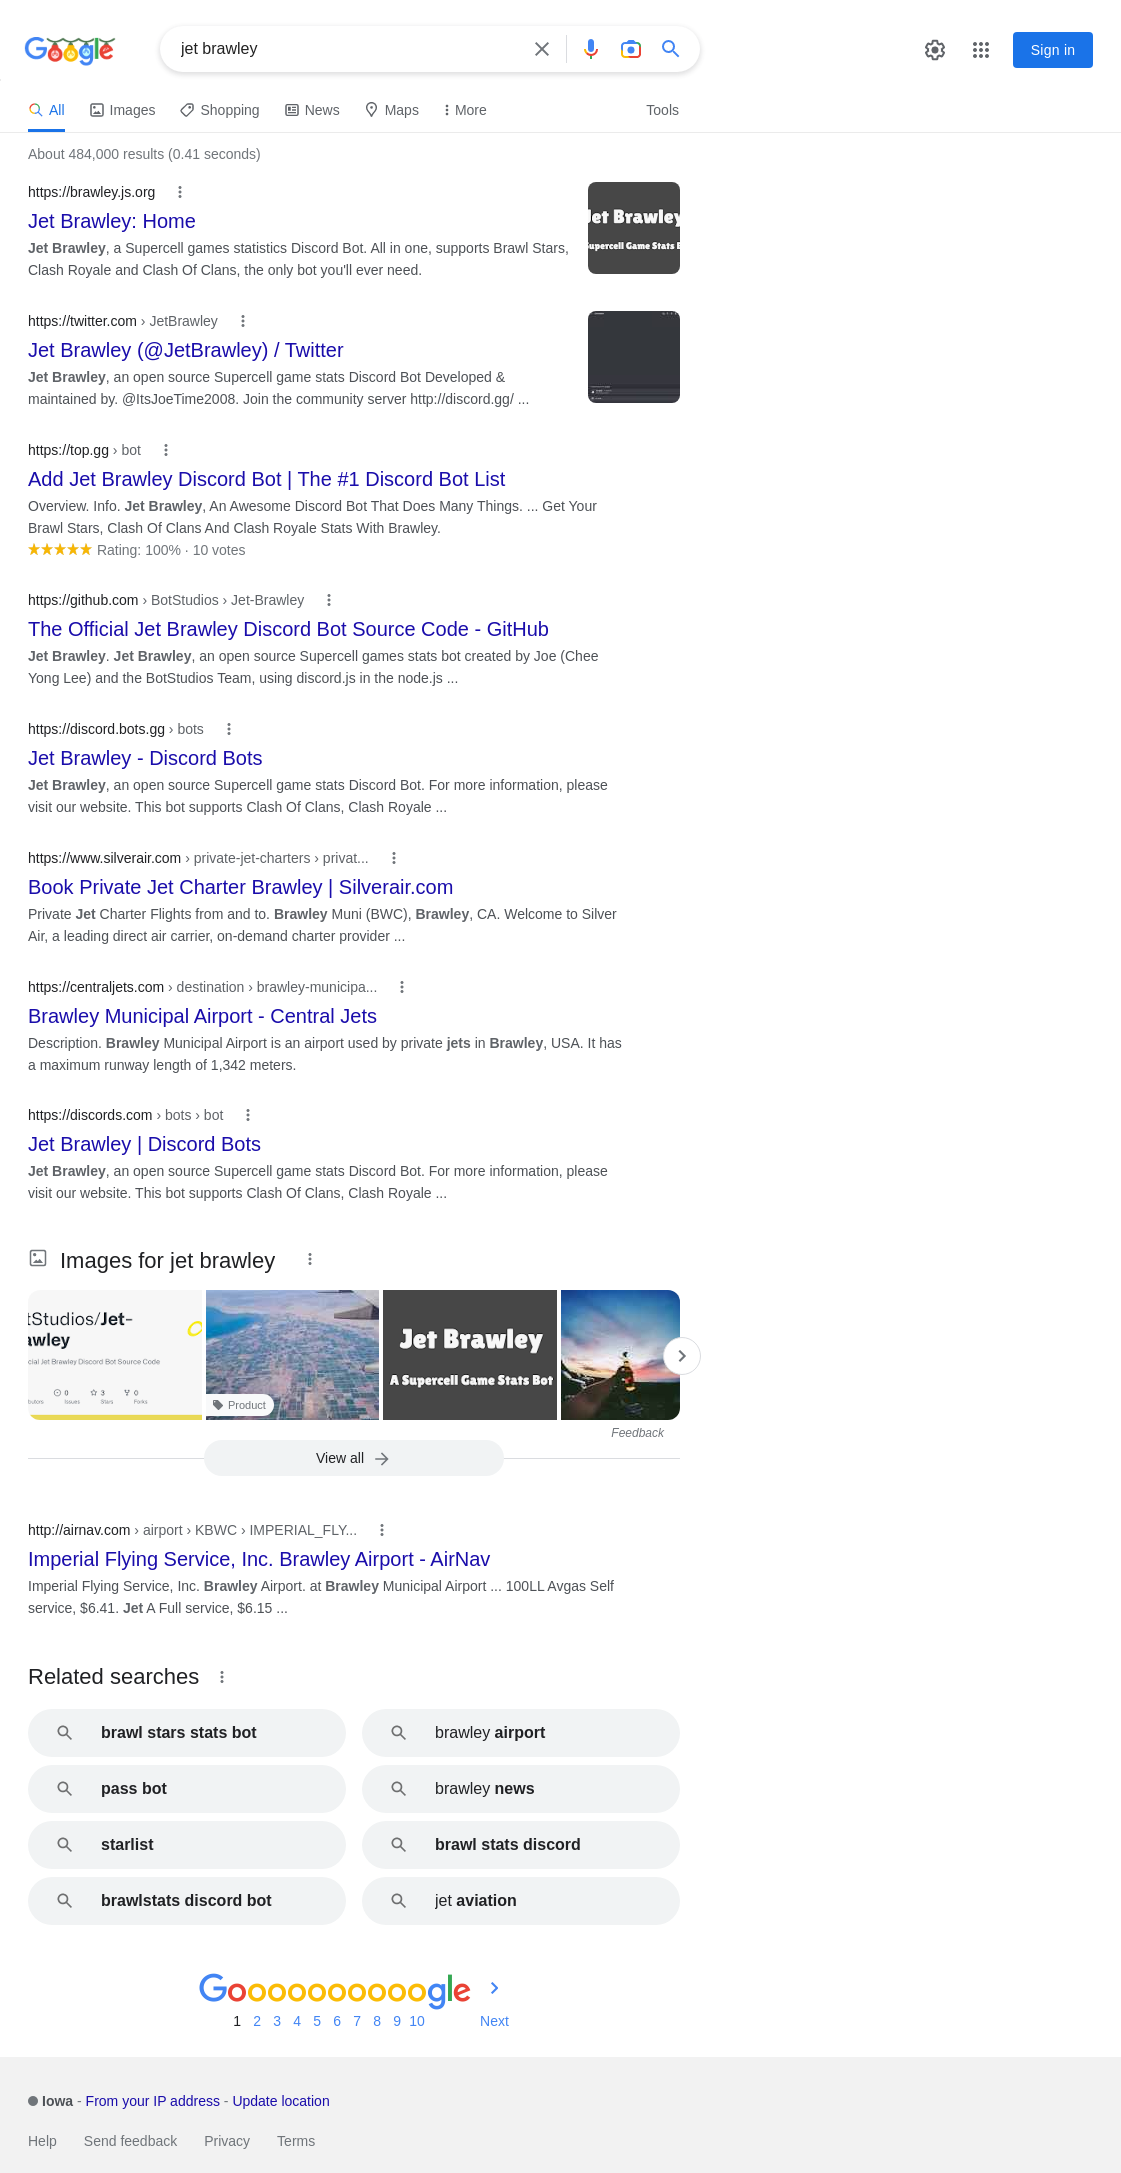 Google
jet brawley
Sign in
All
Images
Shopping
News
Maps
More
Tools
About 484,000 results (0.41 seconds)
https://brawley.js.org
Jet Brawley: Home
Jet Brawley, a Supercell games statistics Discord Bot. All in one, supports Brawl Stars,
Clash Royale and Clash Of Clans, the only bot you'll ever need.
Jet Brawley
Supercell Game Stats B
https://twitter.com › JetBrawley
Jet Brawley (@JetBrawley) / Twitter
Jet Brawley, an open source Supercell game stats Discord Bot Developed &
maintained by. @ItsJoeTime2008. Join the community server http://discord.gg/ ...
https://top.gg › bot
Add Jet Brawley Discord Bot | The #1 Discord Bot List
Overview. Info. Jet Brawley, An Awesome Discord Bot That Does Many Things. ... Get Your
Brawl Stars, Clash Of Clans And Clash Royale Stats With Brawley.
Rating: 100% · 10 votes
https://github.com › BotStudios › Jet-Brawley
The Official Jet Brawley Discord Bot Source Code - GitHub
Jet Brawley. Jet Brawley, an open source Supercell games stats bot created by Joe (Chee
Yong Lee) and the BotStudios Team, using discord.js in the node.js ...
https://discord.bots.gg › bots
Jet Brawley - Discord Bots
Jet Brawley, an open source Supercell game stats Discord Bot. For more information, please
visit our website. This bot supports Clash Of Clans, Clash Royale ...
https://www.silverair.com › private-jet-charters › privat...
Book Private Jet Charter Brawley | Silverair.com
Private Jet Charter Flights from and to. Brawley Muni (BWC), Brawley, CA. Welcome to Silver
Air, a leading direct air carrier, on-demand charter provider ...
https://centraljets.com › destination › brawley-municipa...
Brawley Municipal Airport - Central Jets
Description. Brawley Municipal Airport is an airport used by private jets in Brawley, USA. It has
a maximum runway length of 1,342 meters.
https://discords.com › bots › bot
Jet Brawley | Discord Bots
Jet Brawley, an open source Supercell game stats Discord Bot. For more information, please
visit our website. This bot supports Clash Of Clans, Clash Royale ...
Images for jet brawley
tStudios/Jet-
awley
cial Jet Brawley Discord Bot Source Code
0 3 0
butors Issues Stars Forks
Product
Jet Brawley
A Supercell Game Stats Bot
Feedback
View all
http://airnav.com › airport › KBWC › IMPERIAL_FLY...
Imperial Flying Service, Inc. Brawley Airport - AirNav
Imperial Flying Service, Inc. Brawley Airport. at Brawley Municipal Airport ... 100LL Avgas Self
service, $6.41. Jet A Full service, $6.15 ...
Related searches
brawl stars stats bot
brawley airport
pass bot
brawley news
starlist
brawl stats discord
brawlstats discord bot
jet aviation
Goooooooooogle
1 2 3 4 5 6 7 8 9 10 Next
Iowa - From your IP address - Update location
Help Send feedback Privacy Terms